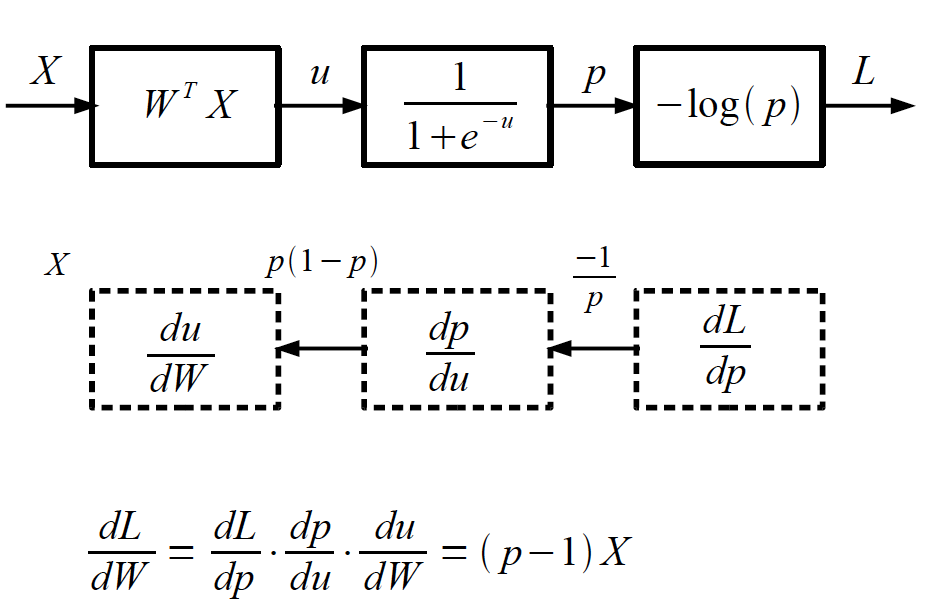 X u p L
W^T X 1/(1+e^{-u}) -log(p)
X p(1-p) -1/p
du/dW dp/du dL/dp
dL/dW = dL/dp · dp/du · du/dW = (p-1)X